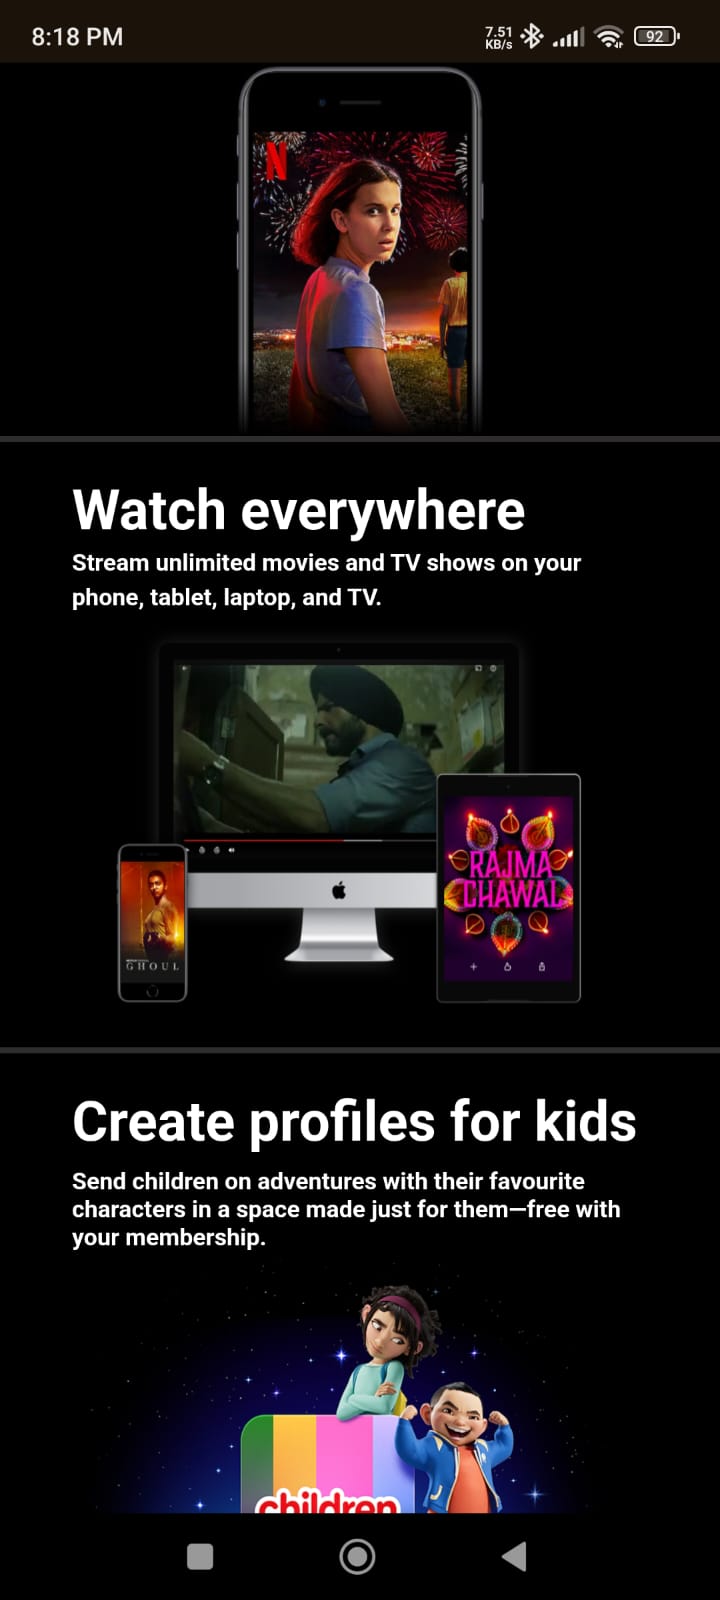 8:18 PM
7.51
KB/s
92
N
Watch everywhere
Stream unlimited movies and TV shows on your
phone, tablet, laptop, and TV.
RAJMA
CHAWAL
GHOUL
Create profiles for kids
Send children on adventures with their favourite
characters in a space made just for them—free with
your membership.
children